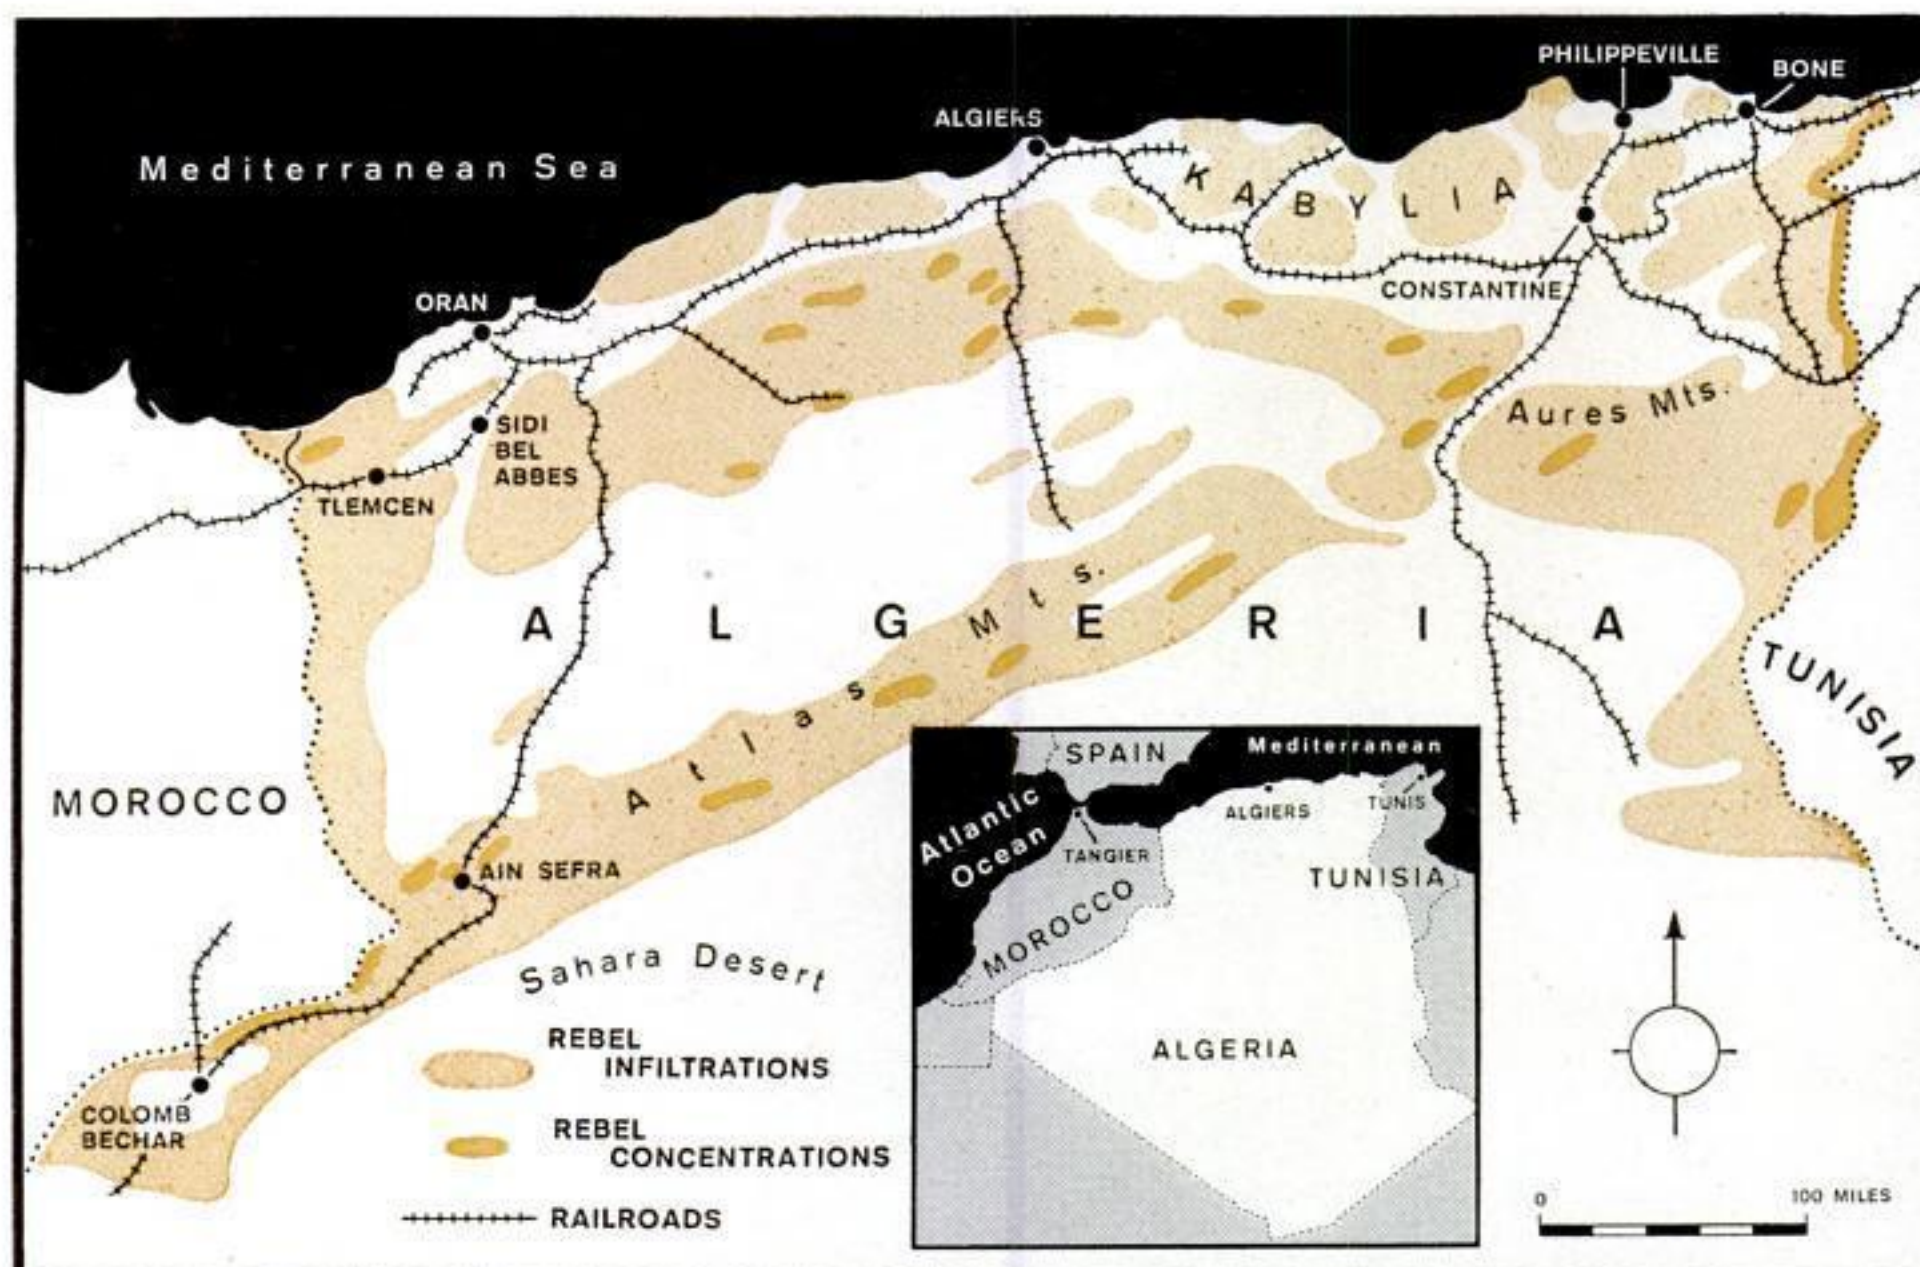 PHILIPPEVILLE
BONE
ALGIERS
Mediterranean Sea
KABYLIA
ORAN
CONSTANTINE
Aures Mts.
SIDI
BEL
ABBES
TLEMCEN
ALGERIA
Atlas Mts.
TUNISIA
MOROCCO
AIN SEFRA
Sahara Desert
COLOMB
BECHAR
REBEL
INFILTRATIONS
REBEL
CONCENTRATIONS
RAILROADS
SPAIN
Mediterranean
Atlantic
Ocean
ALGIERS
TUNIS
TANGIER
TUNISIA
MOROCCO
ALGERIA
0
100 MILES